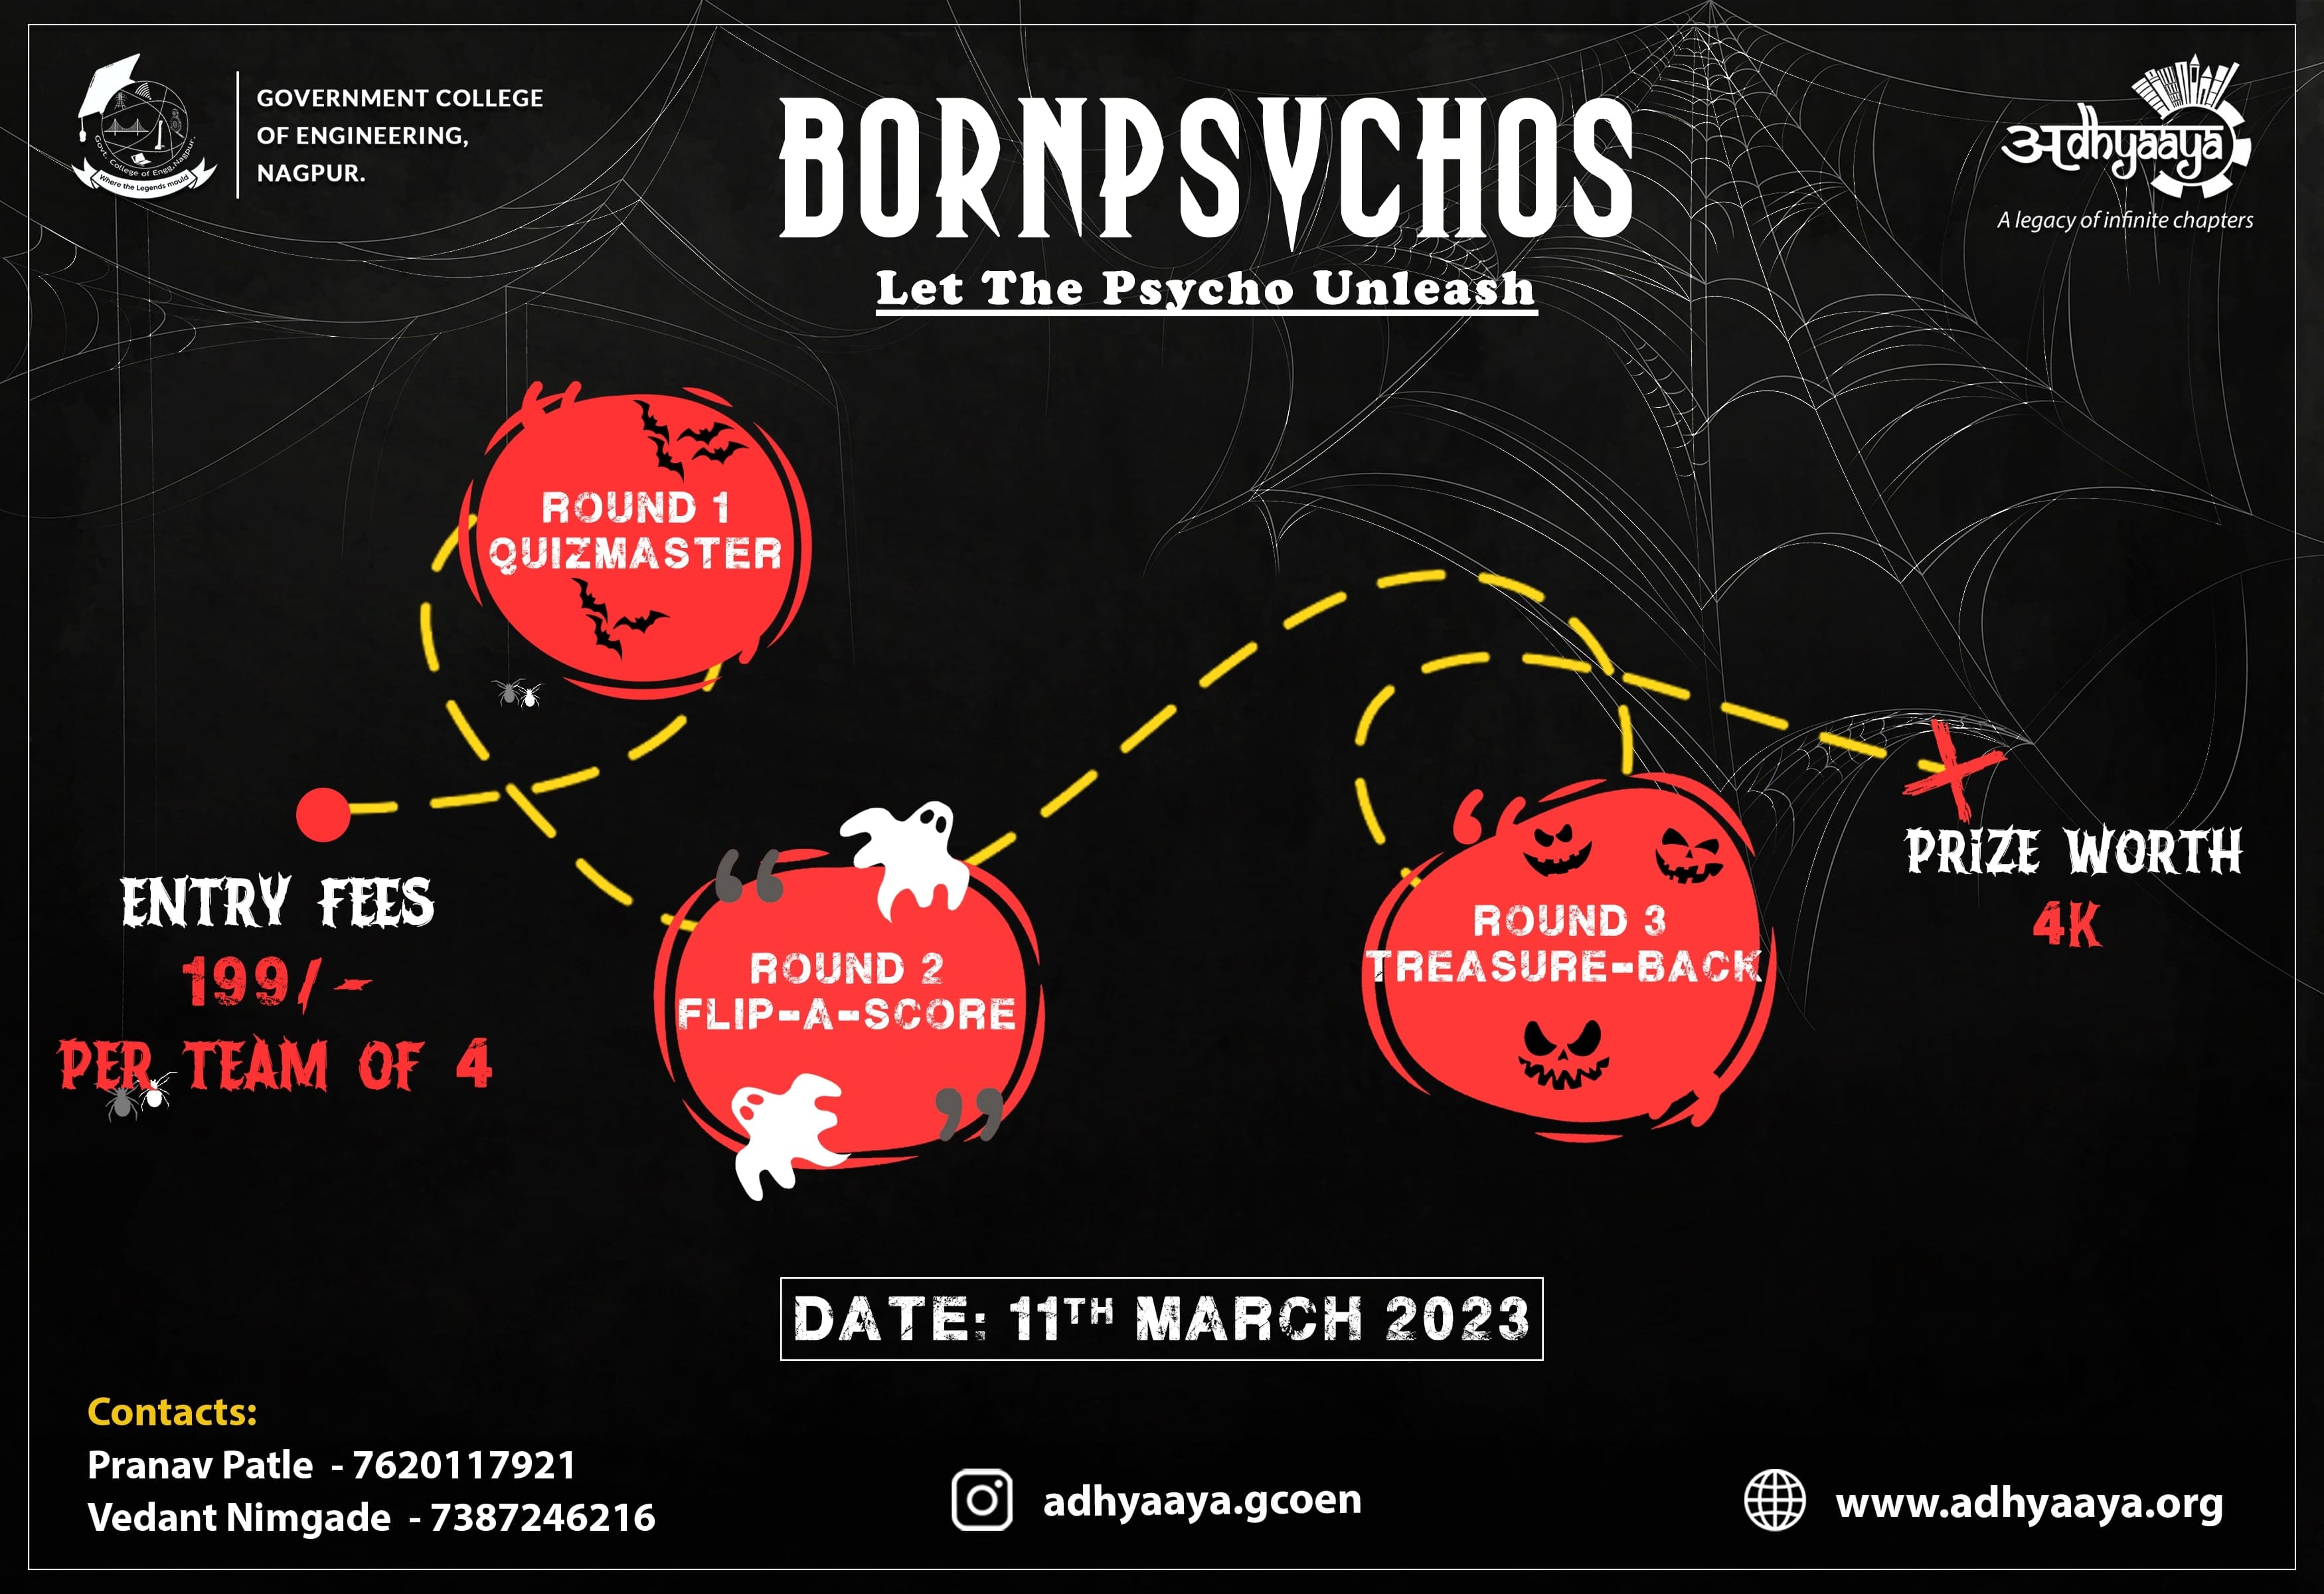 GOVERNMENT COLLEGE
OF ENGINEERING,
NAGPUR.
Govt. College of Engg.Nagpur.
Where the Legends mould
BORNPSYCHOS
Let The Psycho Unleash
अdhyaaya
A legacy of infinite chapters
ROUND 1
QUIZMASTER
ENTRY FEES
199/-
PER TEAM OF 4
ROUND 2
FLIP-A-SCORE
ROUND 3
TREASURE-BACK
PRIZE WORTH
4K
DATE: 11TH MARCH 2023
Contacts:
Pranav Patle - 7620117921
Vedant Nimgade - 7387246216
adhyaaya.gcoen
www.adhyaaya.org